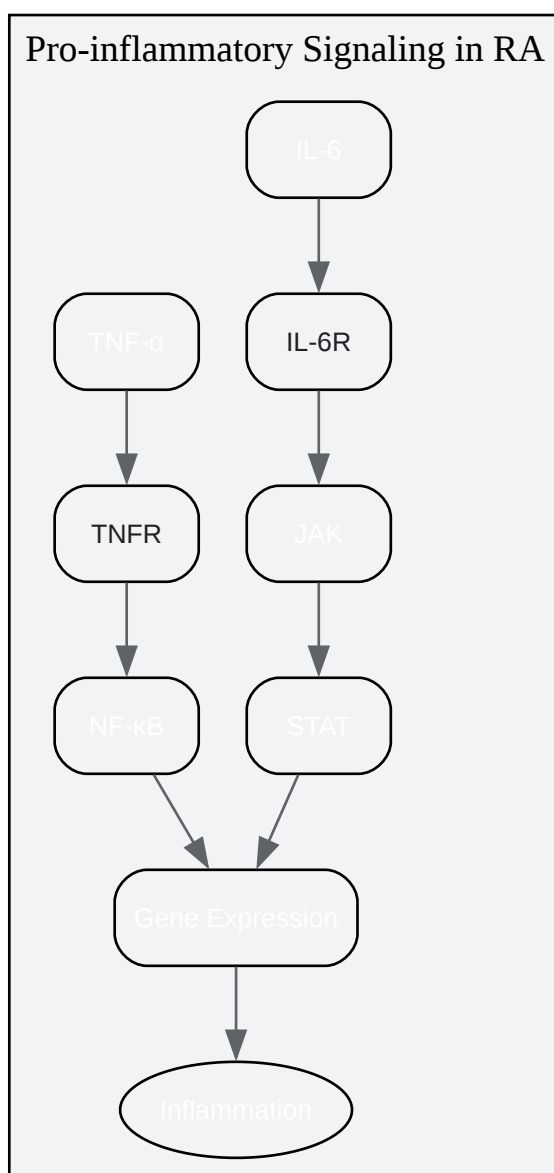 Pro-inflammatory Signaling in RA
IL-6
TNF-α
IL-6R
TNFR
JAK
NF-κB
STAT
Gene Expression
Inflammation